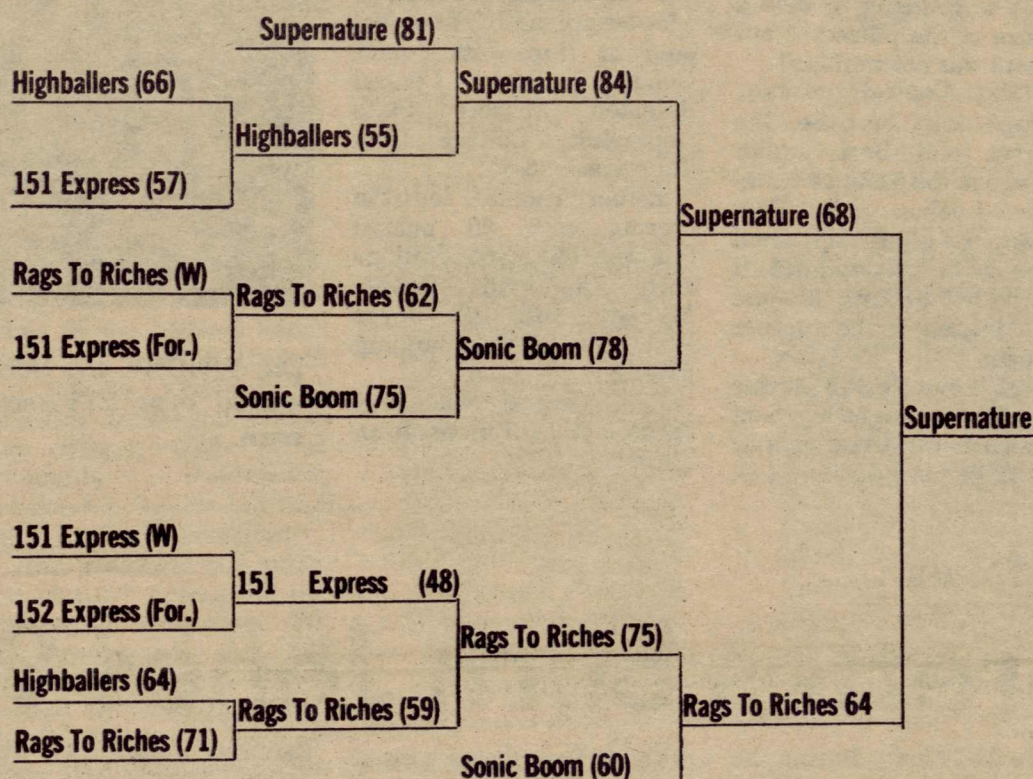 Supernature (81)
Highballers (66)
Supernature (84)
Highballers (55)
151 Express (57)
Supernature (68)
Rags To Riches (W)
Rags To Riches (62)
151 Express (For.)
Sonic Boom (78)
Sonic Boom (75)
Supernature
151 Express (W)
151 Express (48)
152 Express (For.)
Rags To Riches (75)
Highballers (64)
Rags To Riches (59)
Rags To Riches 64
Rags To Riches (71)
Sonic Boom (60)